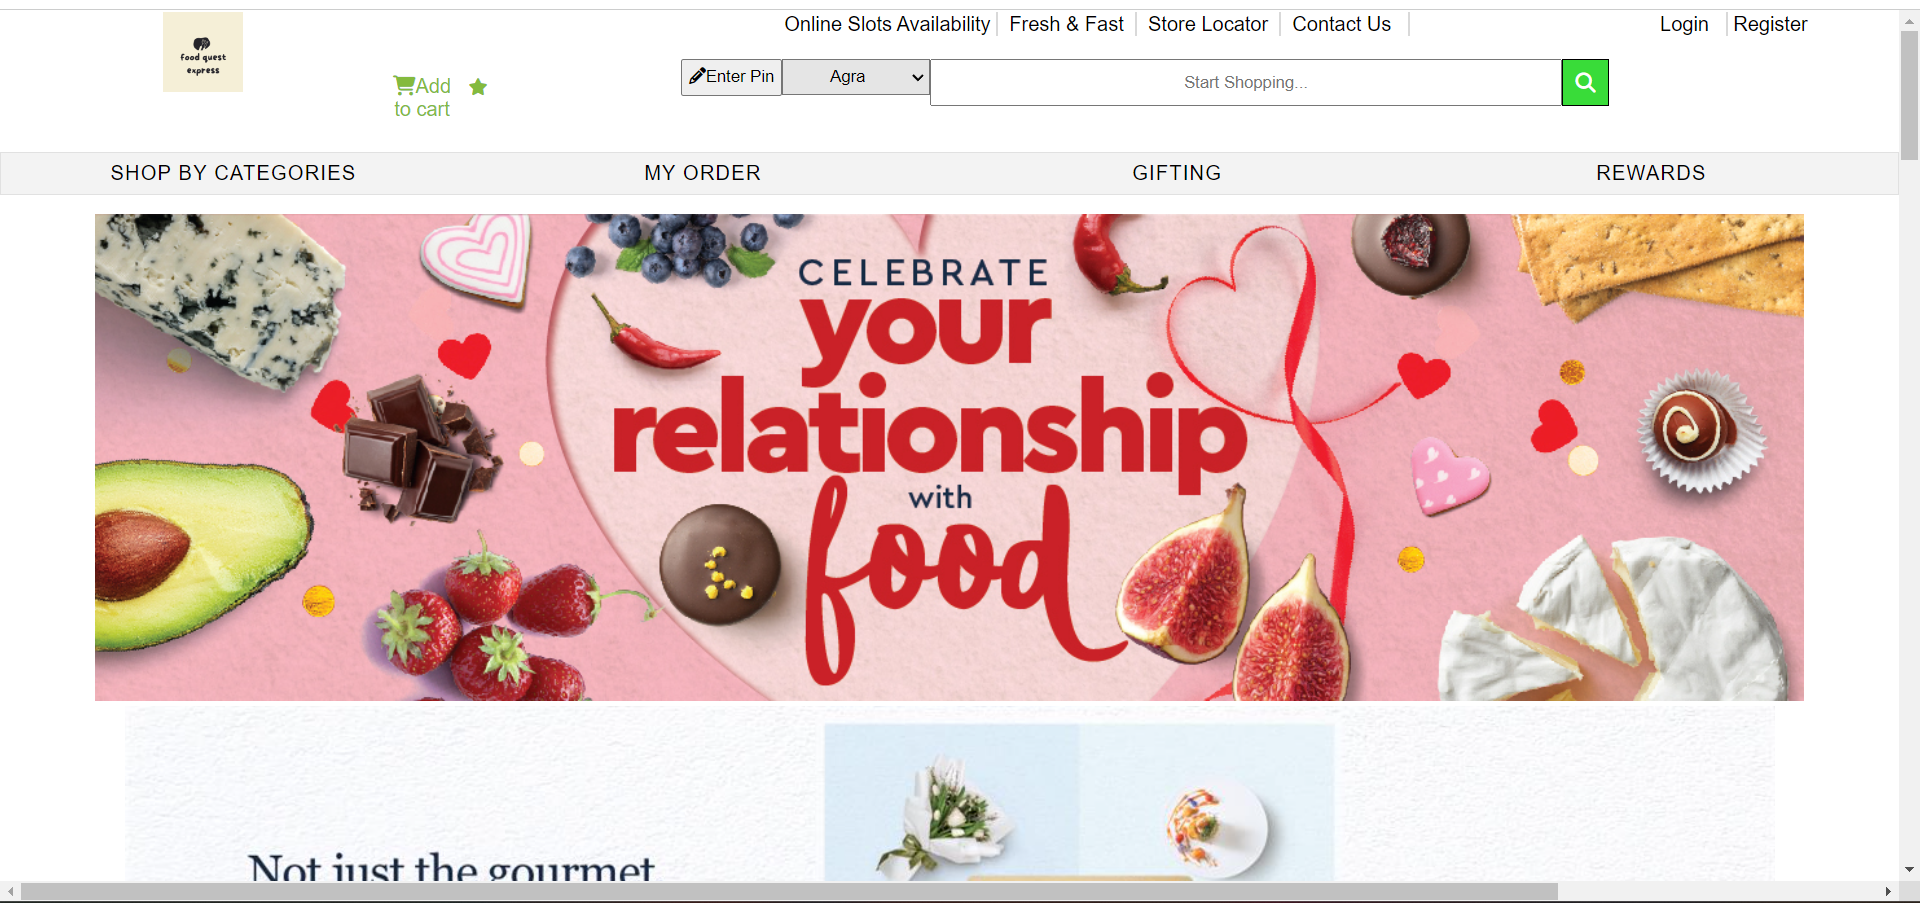 Online Slots Availability
Fresh & Fast
Store Locator
Contact Us
Login
Register
food quest
express
Add
to cart
Enter Pin
Agra
Start Shopping...
SHOP BY CATEGORIES
MY ORDER
GIFTING
REWARDS
CELEBRATE
your
relationship
with
food
Not just the gourmet